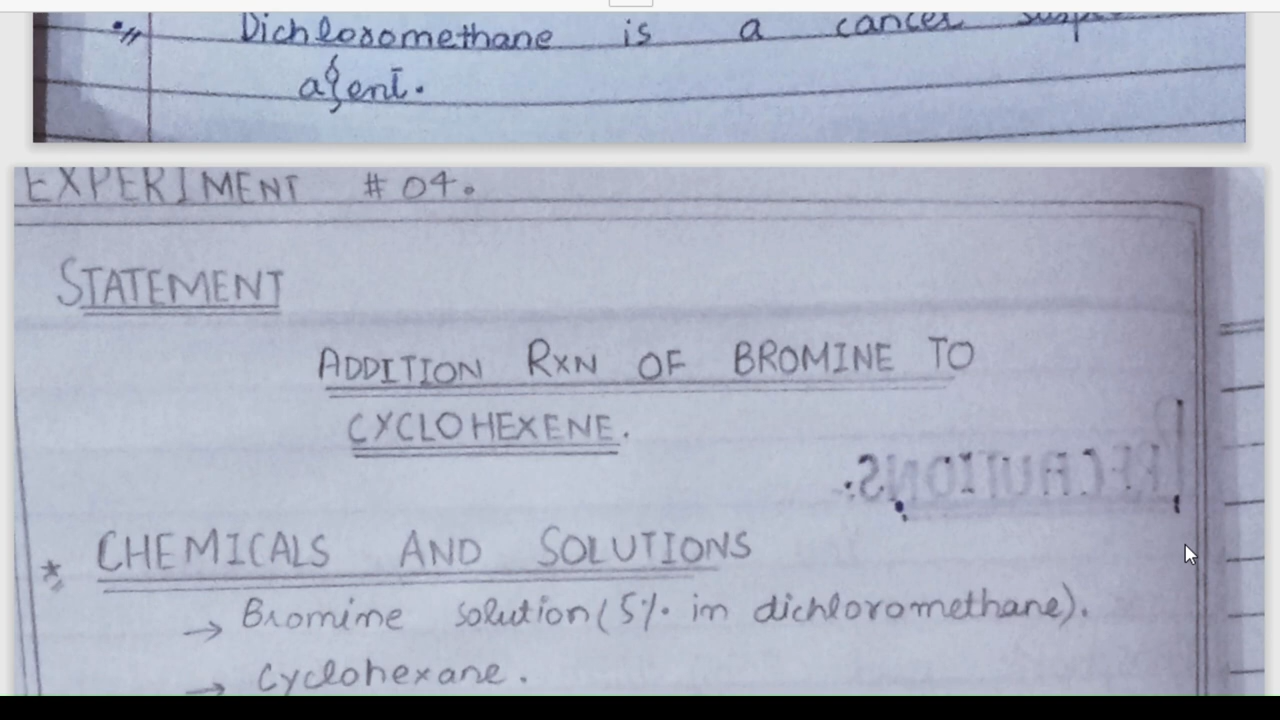 Dichloromethane is a cancer
agent.
EXPERIMENT # 04.
STATEMENT
ADDITION RXN OF BROMINE TO
CYCLOHEXENE.
PRECAUTIONS:
* CHEMICALS AND SOLUTIONS
→ Bromine solution (5% in dichloromethane).
→ Cyclohexane.